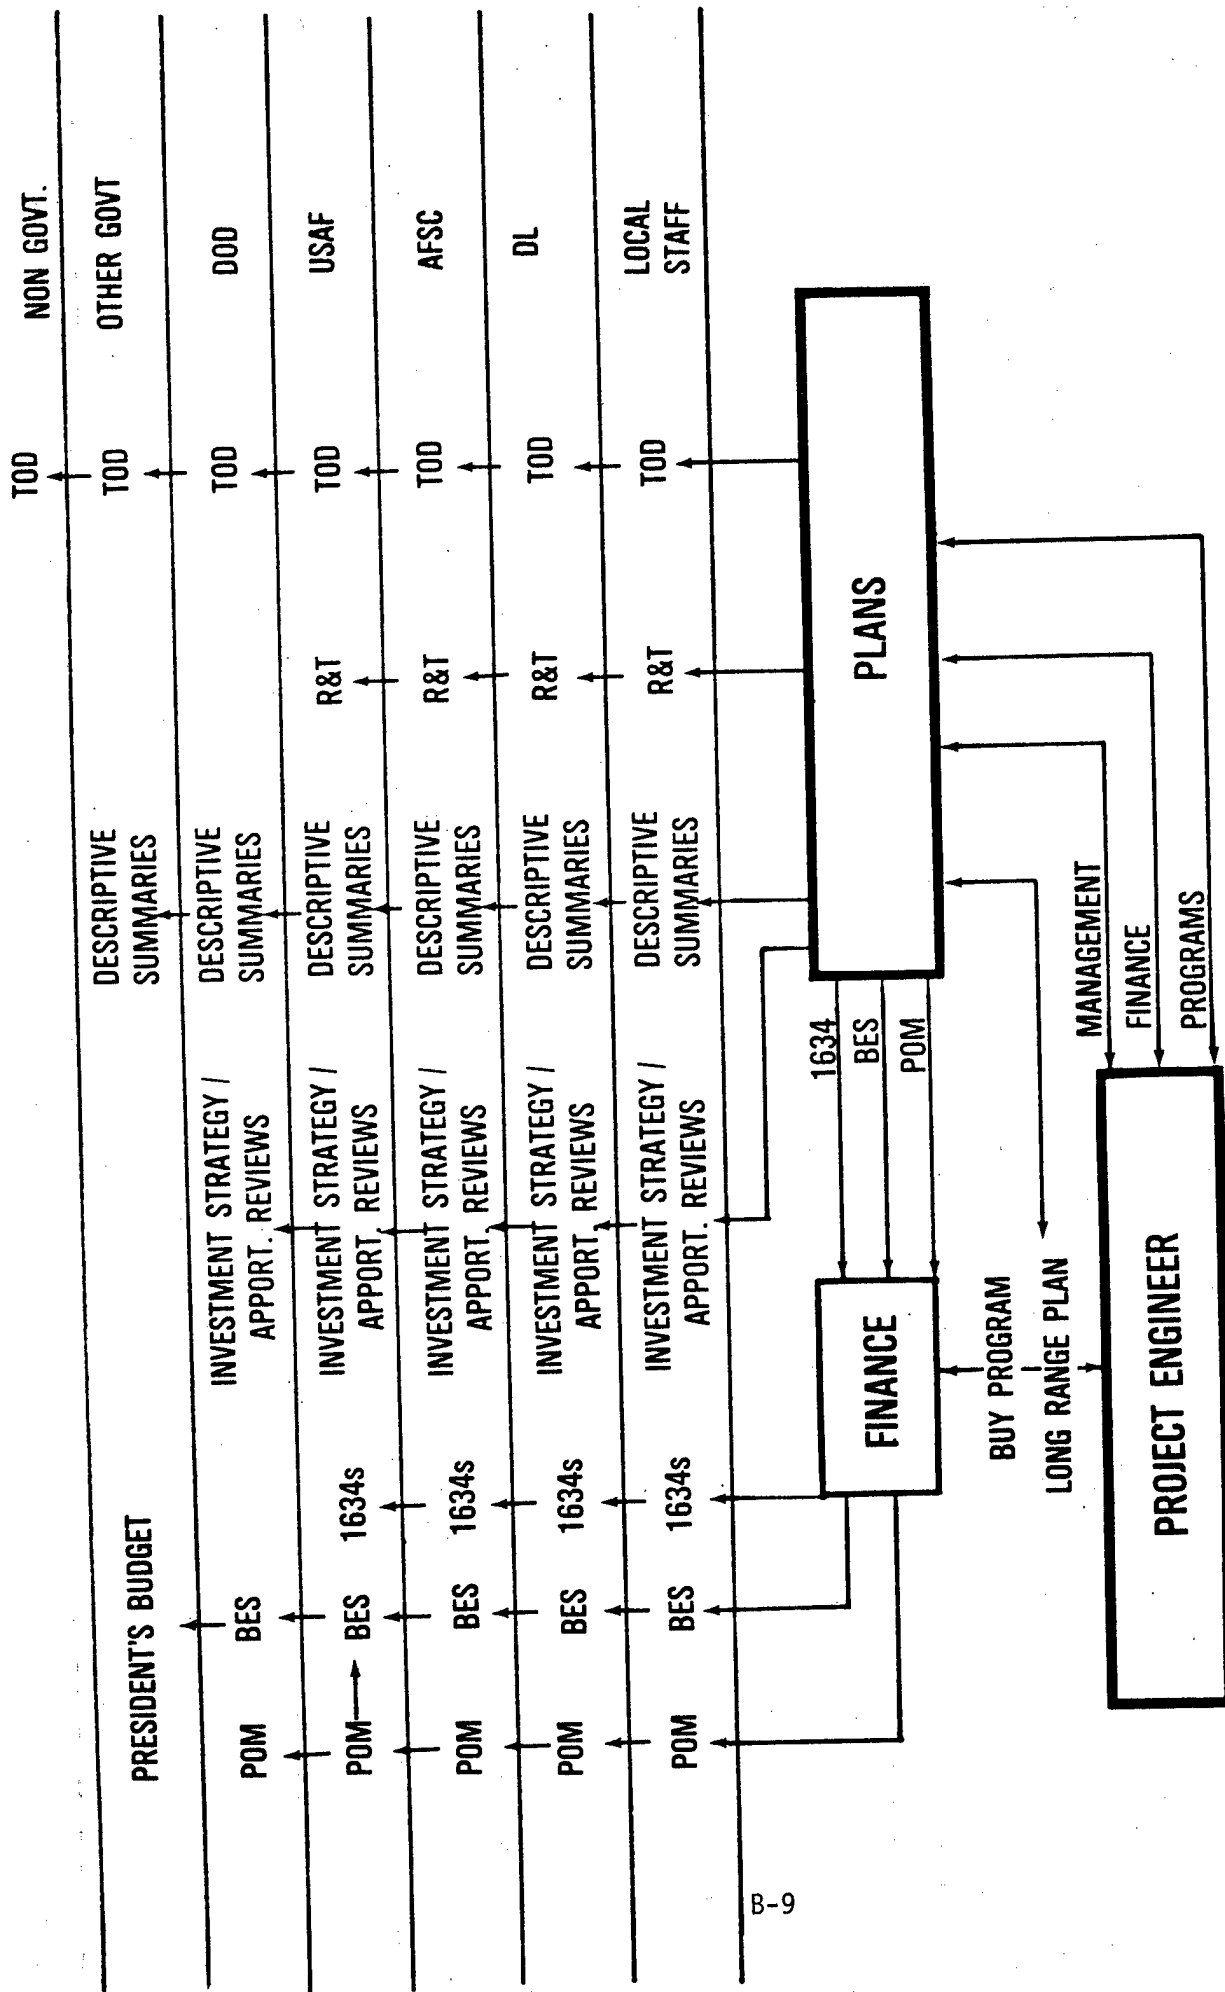 TOD
NON GOVT.
PRESIDENT'S BUDGET
DESCRIPTIVE
SUMMARIES
TOD
OTHER GOVT
POM
BES
INVESTMENT STRATEGY /
APPORT. REVIEWS
DESCRIPTIVE
SUMMARIES
TOD
DOD
POM
BES
1634s
INVESTMENT STRATEGY /
APPORT. REVIEWS
DESCRIPTIVE
SUMMARIES
R&T
TOD
USAF
POM
BES
1634s
INVESTMENT STRATEGY /
APPORT. REVIEWS
DESCRIPTIVE
SUMMARIES
R&T
TOD
AFSC
POM
BES
1634s
INVESTMENT STRATEGY /
APPORT. REVIEWS
DESCRIPTIVE
SUMMARIES
R&T
TOD
DL
POM
BES
1634s
INVESTMENT STRATEGY /
APPORT. REVIEWS
DESCRIPTIVE
SUMMARIES
R&T
TOD
LOCAL
STAFF
FINANCE
1634
BES
POM
PLANS
BUY PROGRAM
LONG RANGE PLAN
MANAGEMENT
FINANCE
PROGRAMS
PROJECT ENGINEER
B-9